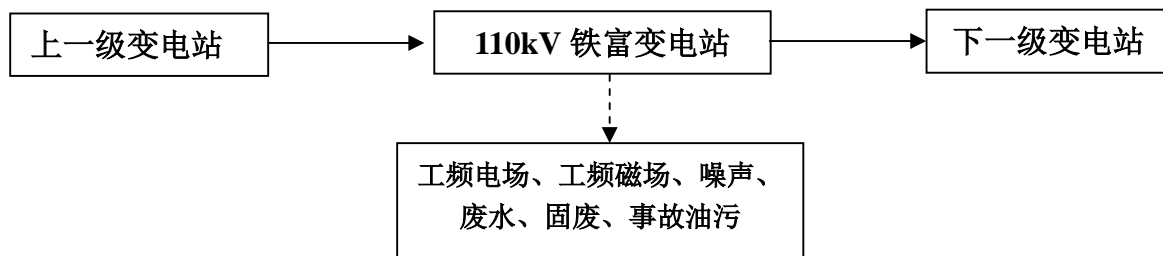 上一级变电站
110kV 铁富变电站
下一级变电站
工频电场、工频磁场、噪声、
废水、固废、事故油污